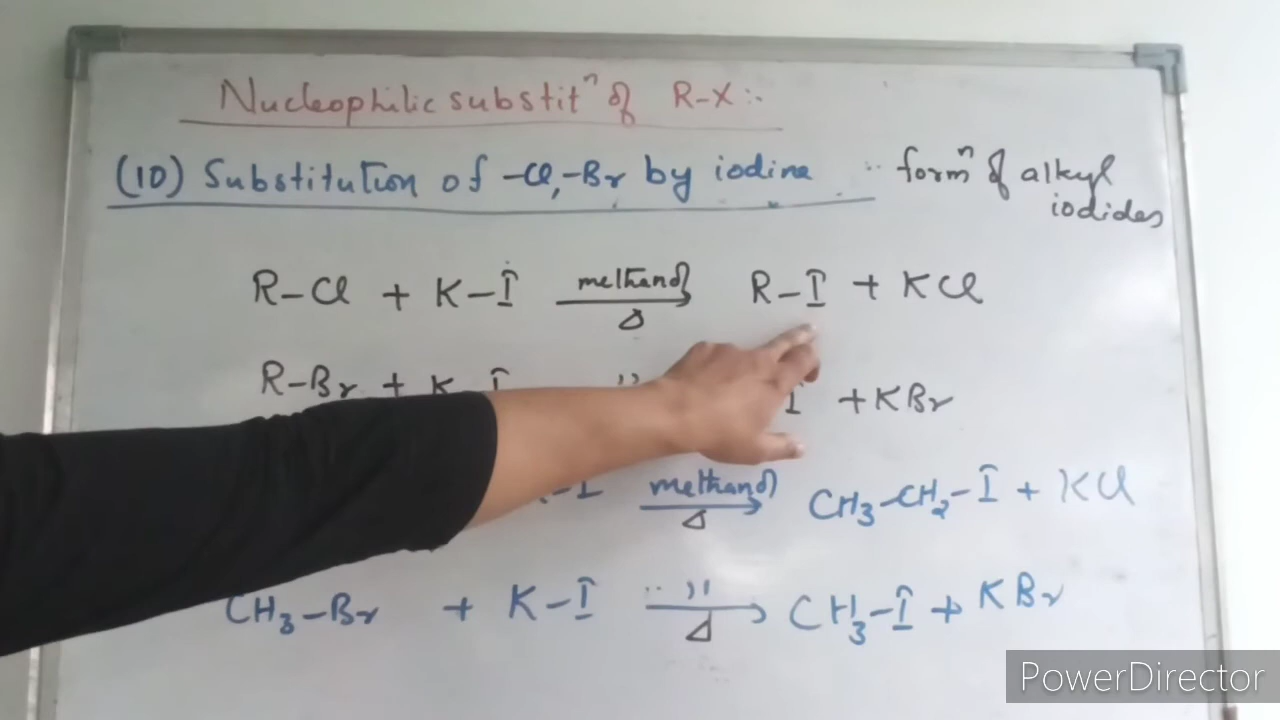 Nucleophilic substitⁿ of R-X :-
(10) Substitution of -Cl, -Br by iodine :- formⁿ of alkyl iodides
R-Cl + K-I methanol Δ R-I + KCl
R-Br + K I " I + KBr
-I methanol Δ CH₃-CH₂-I + KCl
CH₃-Br + K-I " Δ CH₃-I + KBr
PowerDirector